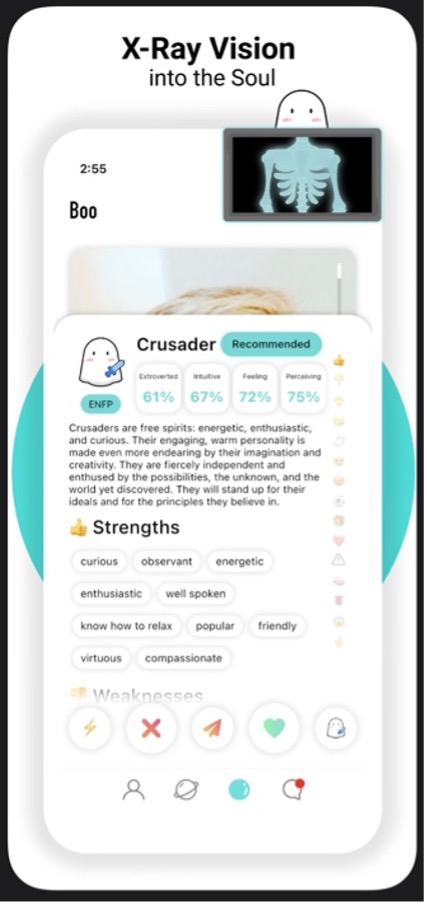 X-Ray Vision
into the Soul
2:55
Boo
Crusader Recommended
ENFP
Extroverted Intuitive Feeling Perceiving
61% 67% 72% 75%
Crusaders are free spirits: energetic, enthusiastic,
and curious. Their engaging, warm personality is
made even more endearing by their imagination and
creativity. They are fiercely independent and
enthused by the possibilities, the unknown, and the
world yet discovered. They will stand up for their
ideals and for the principles they believe in.
👍 Strengths
curious observant energetic
enthusiastic well spoken
know how to relax popular friendly
virtuous compassionate
👎 Weaknesses